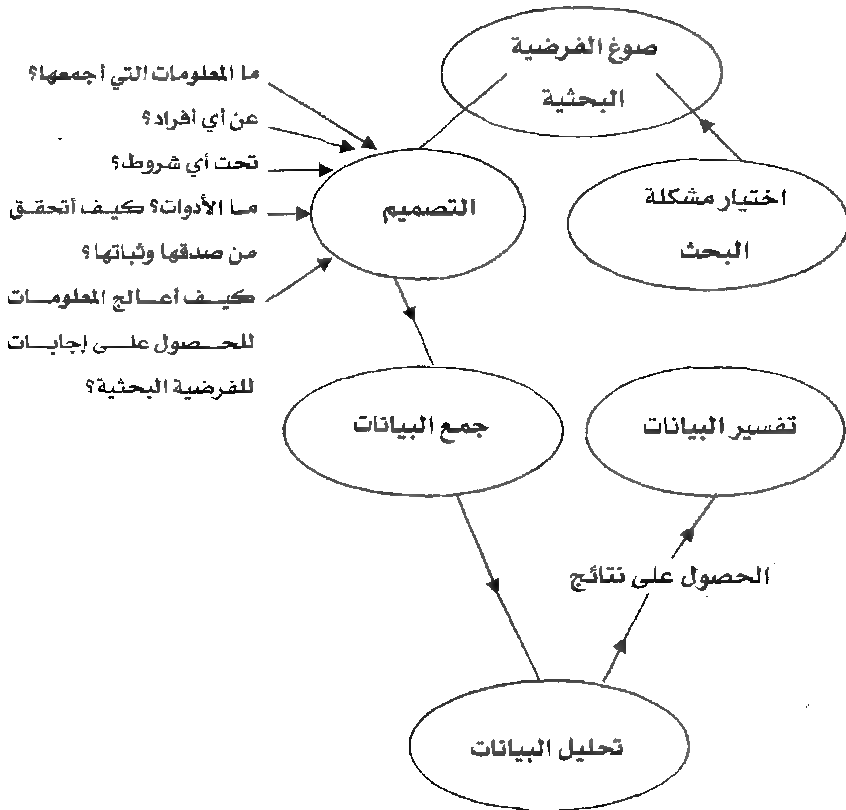 صوغ الفرضية
البحثية
اختيار مشكلة
البحث
التصميم
ما المعلومات التي أجمعها؟
عن أي أفراد؟
تحت أي شروط؟
ما الأدوات؟ كيف أتحقق
من صدقها وثباتها؟
كيف أعالج المعلومات
للحصول على إجابات
للفرضية البحثية؟
جمع البيانات
تفسير البيانات
الحصول على نتائج
تحليل البيانات